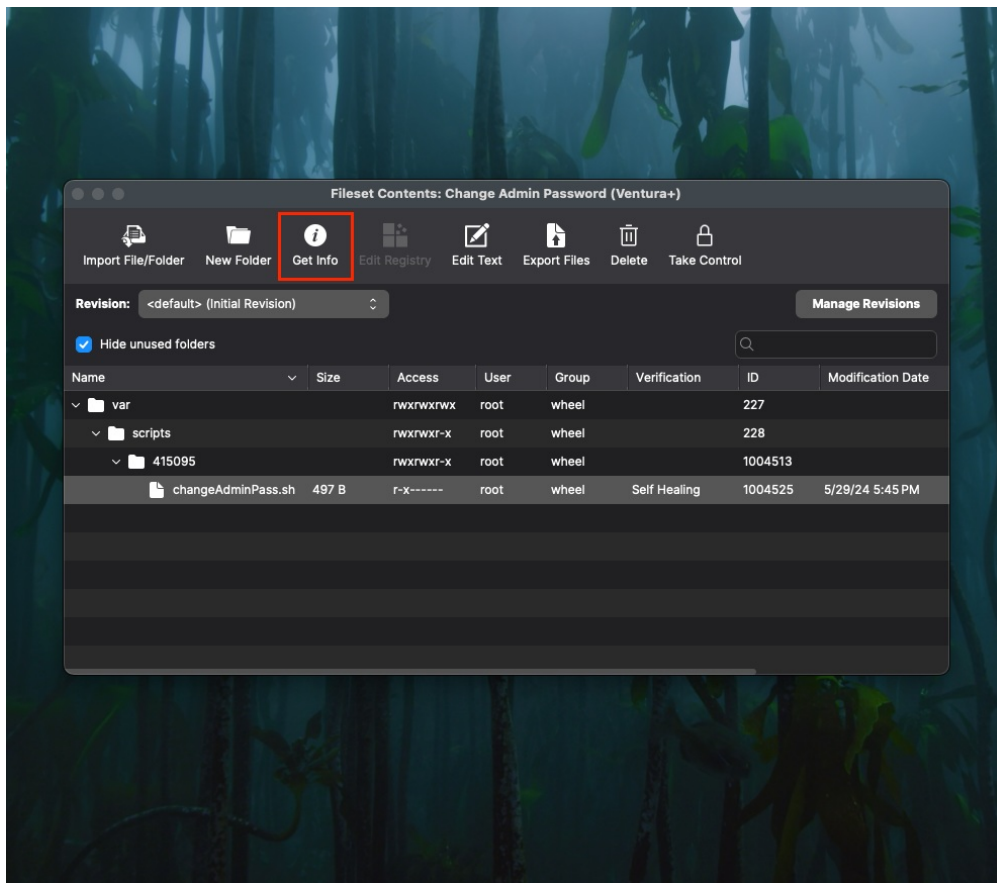 Fileset Contents: Change Admin Password (Ventura+)
Import File/Folder New Folder Get Info Edit Registry Edit Text Export Files Delete Take Control
Revision: <default> (Initial Revision) Manage Revisions
Hide unused folders
Name Size Access User Group Verification ID Modification Date
var rwxrwxrwx root wheel 227
scripts rwxrwxr-x root wheel 228
415095 rwxrwxr-x root wheel 1004513
changeAdminPass.sh 497 B r-x------ root wheel Self Healing 1004525 5/29/24 5:45 PM